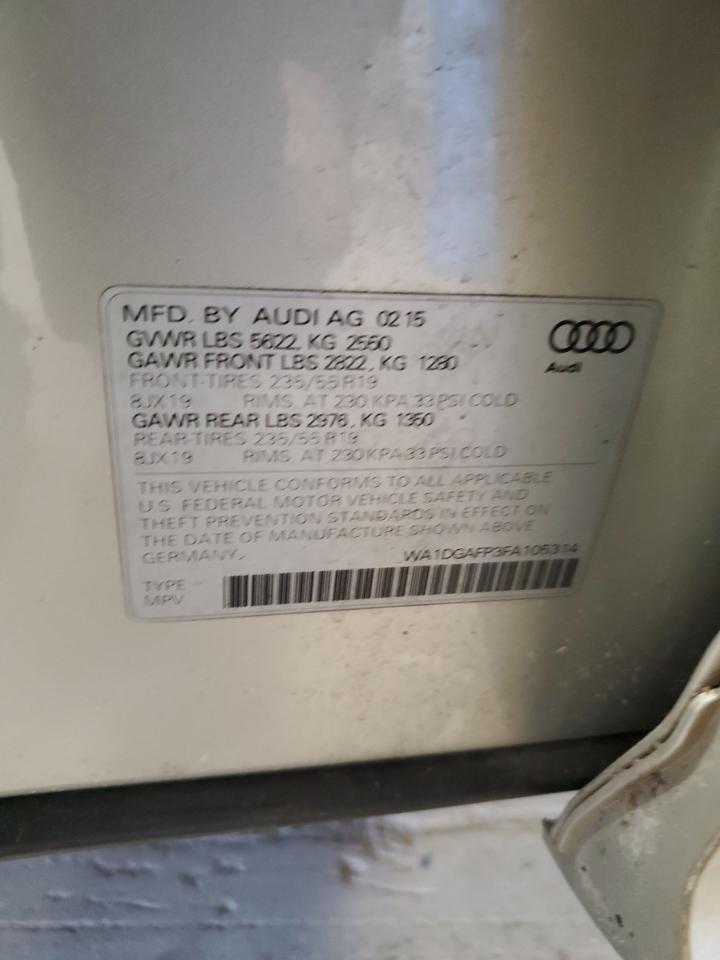 MFD. BY AUDI AG 02 15
GVWR LBS 5622, KG 2550
GAWR FRONT LBS 2822, KG 1280
FRONT-TIRES 235/55 R19
8JX19 RIMS, AT 230 KPA 33 PSI COLD
GAWR REAR LBS 2976, KG 1350
REAR-TIRES 235/55 R19
8JX19 RIMS, AT 230 KPA 33 PSI COLD
Audi
THIS VEHICLE CONFORMS TO ALL APPLICABLE
U.S. FEDERAL MOTOR VEHICLE SAFETY AND
THEFT PREVENTION STANDARDS IN EFFECT ON
THE DATE OF MANUFACTURE SHOWN ABOVE
GERMANY.
WA1DGAFP3FA105314
TYPE
MPV